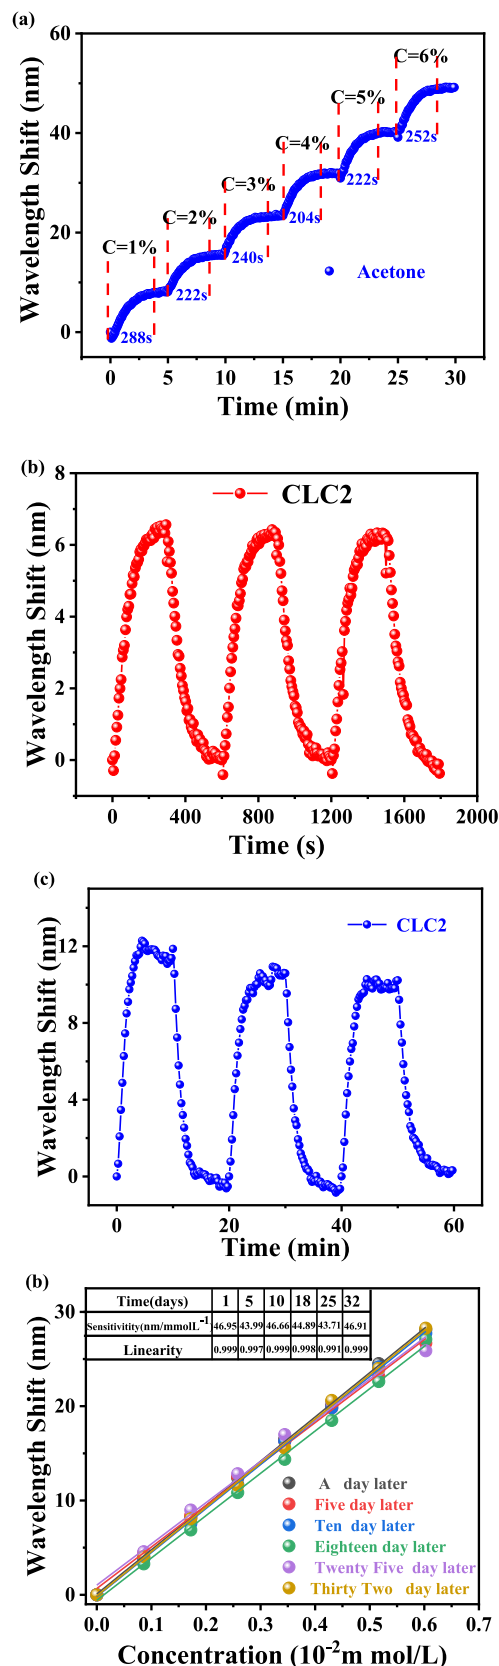 (a)
60
40
20
0
Wavelength Shift (nm)
C=1%
C=2%
C=3%
C=4%
C=5%
C=6%
288s
222s
240s
204s
222s
252s
Acetone
0 5 10 15 20 25 30
Time (min)
(b)
8
6
4
2
0
Wavelength Shift (nm)
CLC2
0 400 800 1200 1600 2000
Time (s)
(c)
12
8
4
0
Wavelength Shift (nm)
CLC2
0 20 40 60
Time (min)
(b)
30
20
10
0
Wavelength Shift (nm)
Time(days) 1 5 10 18 25 32
Sensitivitity(nm/mmolL-1) 46.95 43.99 46.66 44.89 43.71 46.91
Linearity 0.999 0.997 0.999 0.998 0.991 0.999
A day later
Five day later
Ten day later
Eighteen day later
Twenty Five day later
Thirty Two day later
0.0 0.1 0.2 0.3 0.4 0.5 0.6 0.7
Concentration (10-2m mol/L)